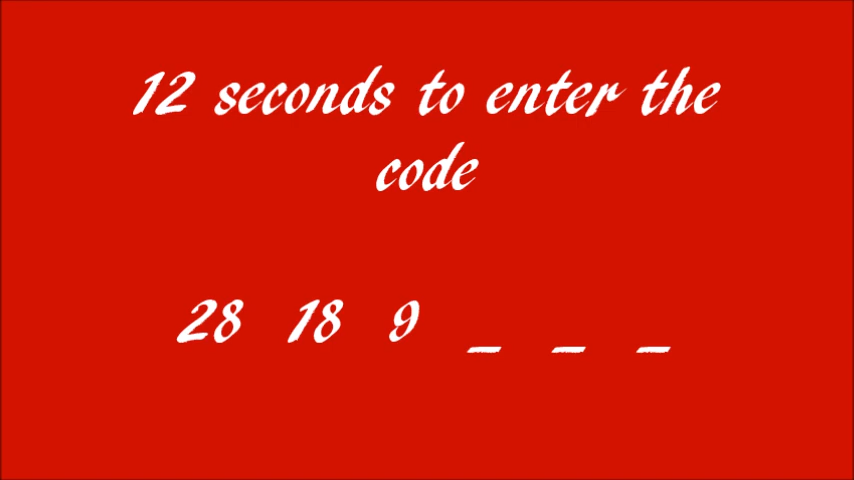 12 seconds to enter the
code
28 18 9 _ _ _